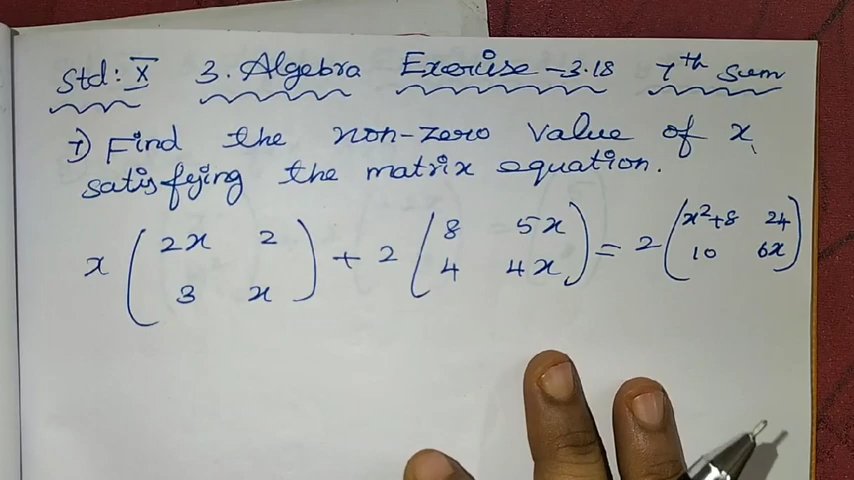 Std: X 3. Algebra Exercise - 3.18 7th Sum
7) Find the non-zero value of x,
satisfying the matrix equation.
x ( 2x 2 ) + 2 ( 8 5x ) = 2 ( x²+8 24 )
( 3 x ) ( 4 4x ) ( 10 6x )